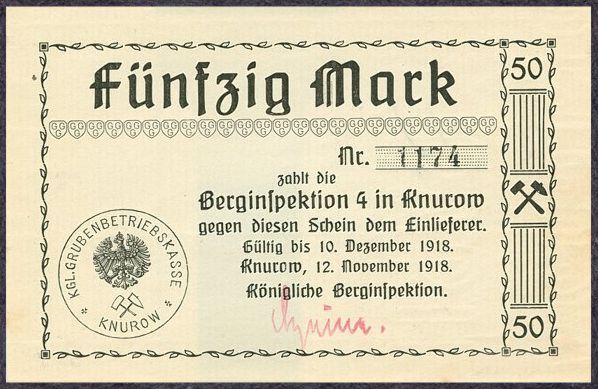 Fünfzig Mark
50
Nr. 1174
zahlt die
Berginſpektion 4 in Knurow
gegen dieſen Schein dem Einlieferer.
Gültig bis 10. Dezember 1918.
Knurow, 12. November 1918.
Königliche Berginſpektion.
KGL. GRUBENBETRIEBSKASSE
* KNUROW *
50